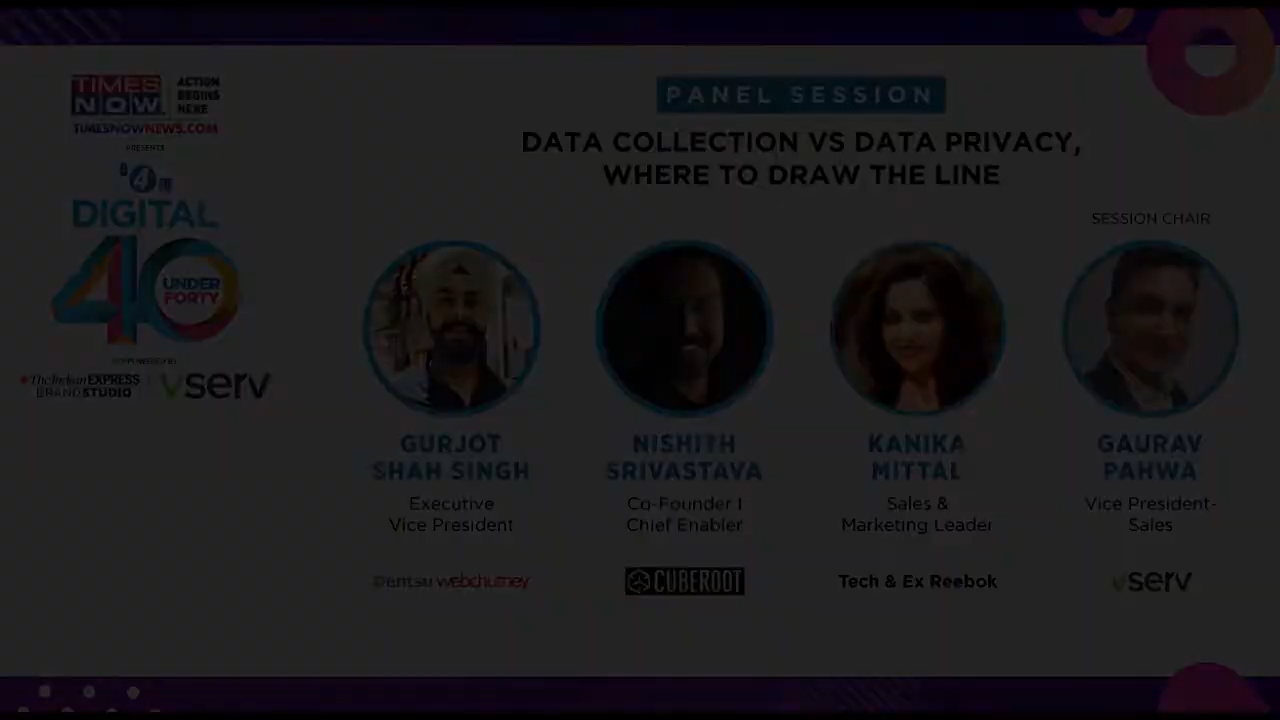 TIMES NOW
ACTION BEGINS HERE
TIMESNOWNEWS.COM
PRESENTS
DIGITAL
40
UNDER FORTY
The Indian EXPRESS
BRAND STUDIO
vserv
PANEL SESSION
DATA COLLECTION VS DATA PRIVACY,
WHERE TO DRAW THE LINE
SESSION CHAIR
GURJOT
SHAH SINGH
Executive
Vice President
Dentsu webchutney
NISHITH
SRIVASTAVA
Co-Founder |
Chief Enabler
CUBEROOT
KANIKA
MITTAL
Sales &
Marketing Leader
Tech & Ex Reebok
GAURAV
PAHWA
Vice President-
Sales
vserv